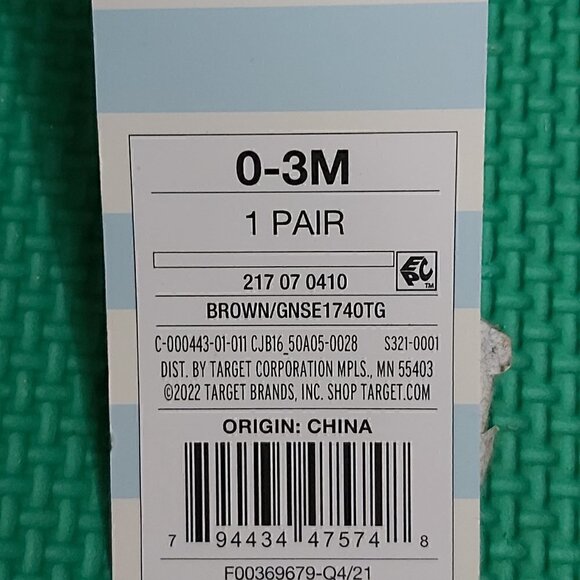 0-3M
1 PAIR
217 07 0410
EPC™
BROWN/GNSE1740TG
C-000443-01-011 CJB16_50A05-0028 S321-0001
DIST. BY TARGET CORPORATION MPLS., MN 55403
©2022 TARGET BRANDS, INC. SHOP TARGET.COM
ORIGIN: CHINA
7 94434 47574 8
F00369679-Q4/21